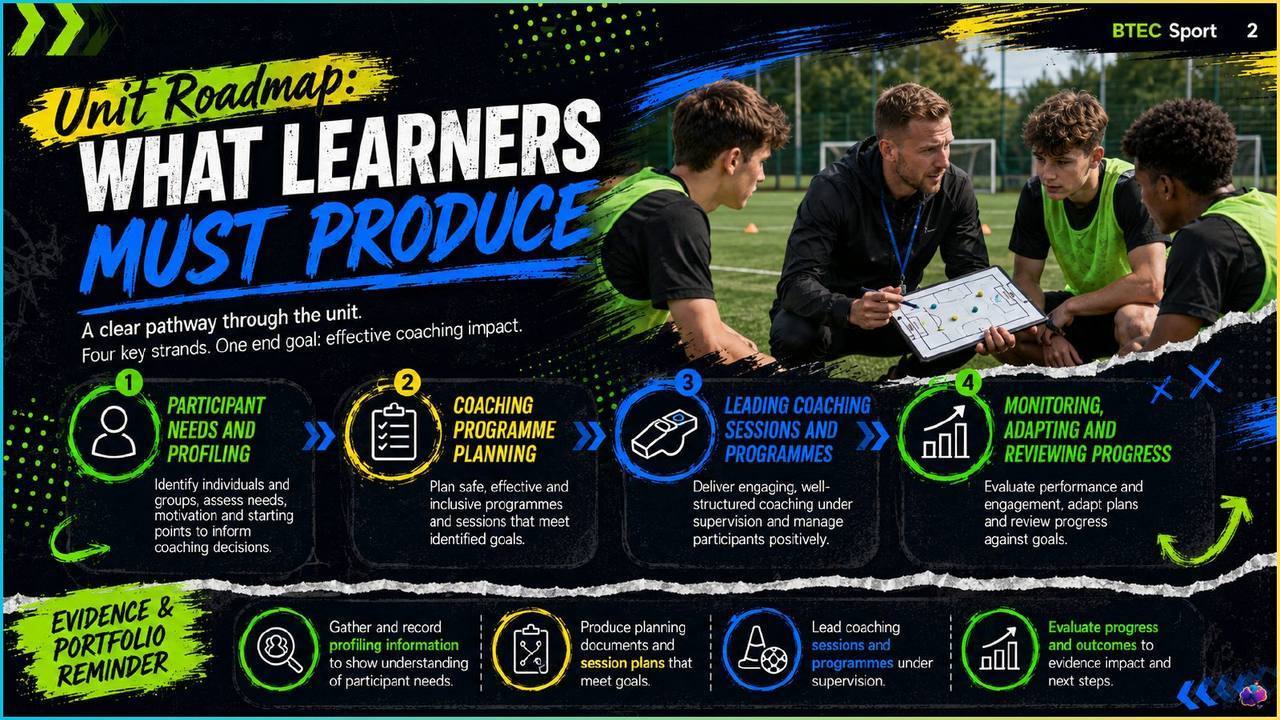 BTEC Sport 2
Unit Roadmap:
WHAT LEARNERS
MUST PRODUCE
A clear pathway through the unit.
Four key strands. One end goal: effective coaching impact.
1
PARTICIPANT
NEEDS AND
PROFILING
Identify individuals and
groups, assess needs,
motivation and starting
points to inform
coaching decisions.
2
COACHING
PROGRAMME
PLANNING
Plan safe, effective and
inclusive programmes
and sessions that meet
identified goals.
3
LEADING COACHING
SESSIONS AND
PROGRAMMES
Deliver engaging, well-
structured coaching under
supervision and manage
participants positively.
4
MONITORING,
ADAPTING AND
REVIEWING PROGRESS
Evaluate performance and
engagement, adapt plans
and review progress
against goals.
EVIDENCE &
PORTFOLIO
REMINDER
Gather and record
profiling information
to show understanding
of participant needs.
Produce planning
documents and
session plans that
meet goals.
Lead coaching
sessions and
programmes under
supervision.
Evaluate progress
and outcomes to
evidence impact and
next steps.